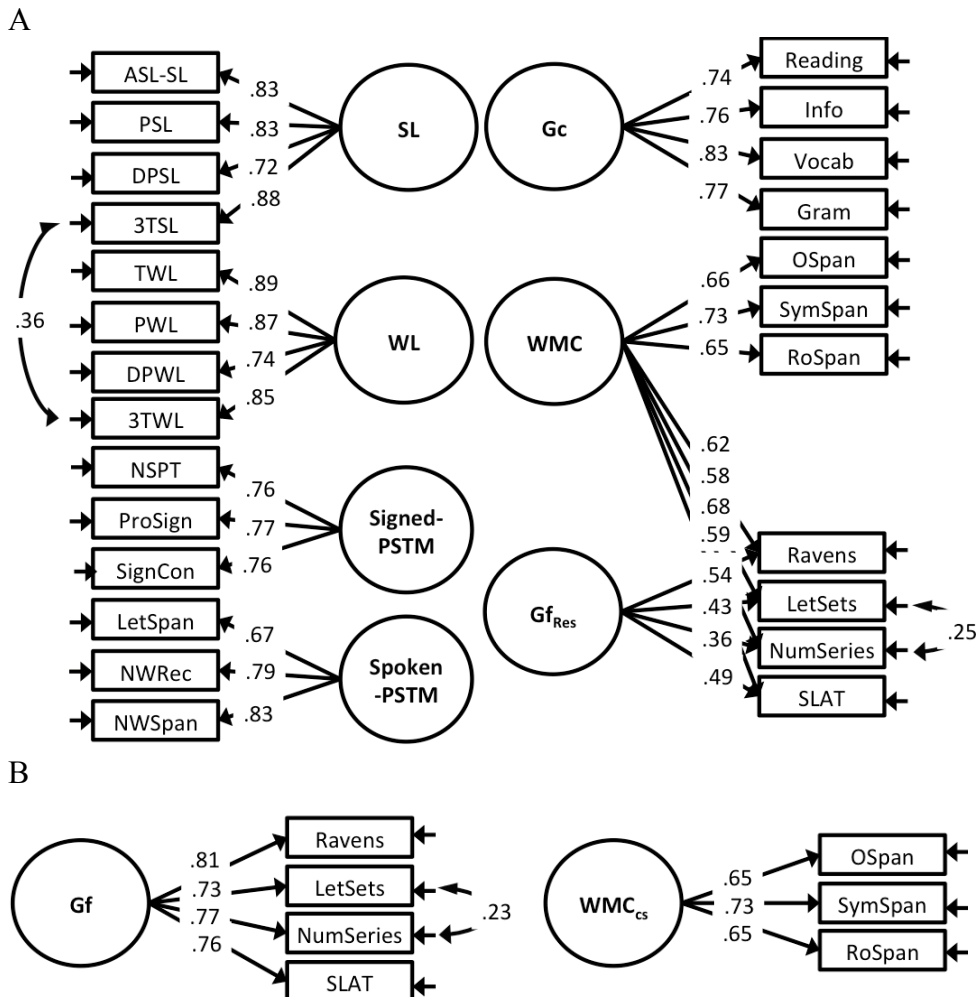 A
ASL-SL
PSL
DPSL
3TSL
TWL
PWL
DPWL
3TWL
NSPT
ProSign
SignCon
LetSpan
NWRec
NWSpan
.36
.83
.83
.72
.88
.89
.87
.74
.85
.76
.77
.76
.67
.79
.83
SL
WL
Signed-
PSTM
Spoken
-PSTM
Gc
WMC
GfRes
.74
.76
.83
.77
.66
.73
.65
.62
.58
.68
.59
.54
.43
.36
.49
Reading
Info
Vocab
Gram
OSpan
SymSpan
RoSpan
Ravens
LetSets
NumSeries
SLAT
.25
B
Gf
.81
.73
.77
.76
Ravens
LetSets
NumSeries
SLAT
.23
WMCcs
.65
.73
.65
OSpan
SymSpan
RoSpan